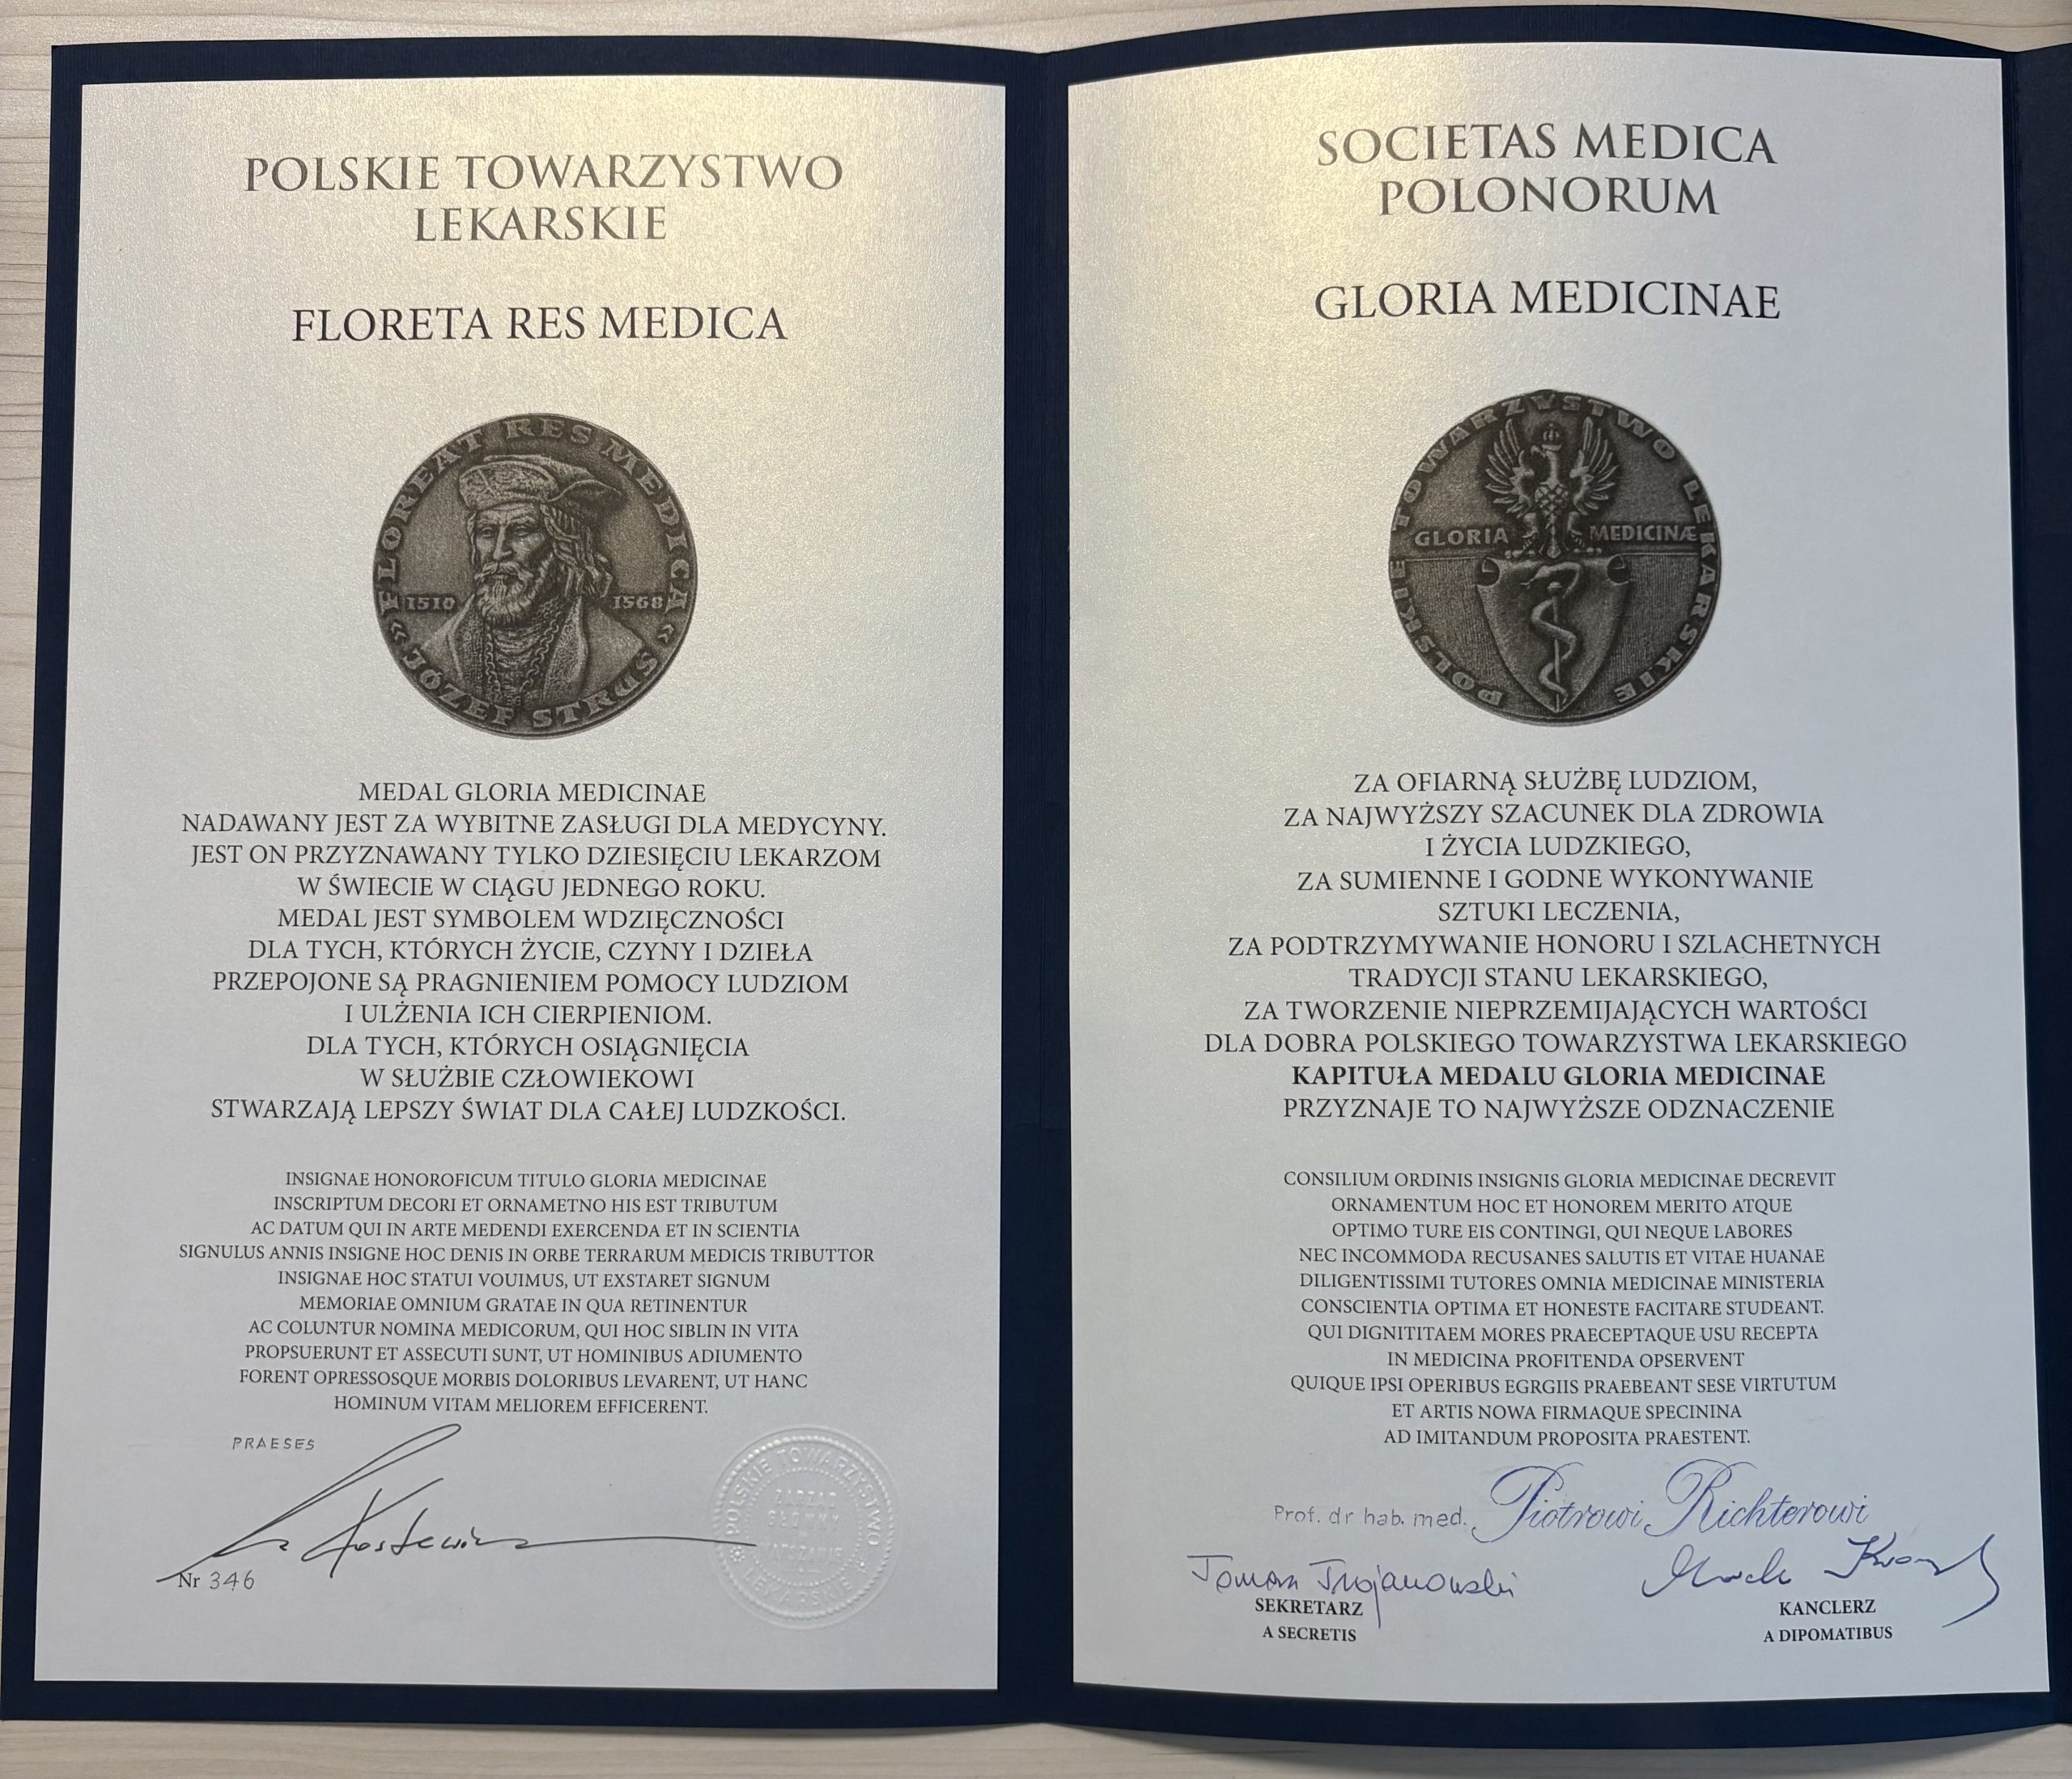 POLSKIE TOWARZYSTWO
LEKARSKIE
FLORETA RES MEDICA
FLOREAT RES MEDICA
1510
1568
« JÓZEF STRUŚ »
MEDAL GLORIA MEDICINAE
NADAWANY JEST ZA WYBITNE ZASŁUGI DLA MEDYCYNY.
JEST ON PRZYZNAWANY TYLKO DZIESIĘCIU LEKARZOM
W ŚWIECIE W CIĄGU JEDNEGO ROKU.
MEDAL JEST SYMBOLEM WDZIĘCZNOŚCI
DLA TYCH, KTÓRYCH ŻYCIE, CZYNY I DZIEŁA
PRZEPOJONE SĄ PRAGNIENIEM POMOCY LUDZIOM
I ULŻENIA ICH CIERPIENIOM.
DLA TYCH, KTÓRYCH OSIĄGNIĘCIA
W SŁUŻBIE CZŁOWIEKOWI
STWARZAJĄ LEPSZY ŚWIAT DLA CAŁEJ LUDZKOŚCI.
INSIGNAE HONOROFICUM TITULO GLORIA MEDICINAE
INSCRIPTUM DECORI ET ORNAMETNO HIS EST TRIBUTUM
AC DATUM QUI IN ARTE MEDENDI EXERCENDA ET IN SCIENTIA
SIGNULUS ANNIS INSIGNE HOC DENIS IN ORBE TERRARUM MEDICIS TRIBUTTOR
INSIGNAE HOC STATUI VOUIMUS, UT EXSTARET SIGNUM
MEMORIAE OMNIUM GRATAE IN QUA RETINENTUR
AC COLUNTUR NOMINA MEDICORUM, QUI HOC SIBLIN IN VITA
PROPSUERUNT ET ASSECUTI SUNT, UT HOMINIBUS ADIUMENTO
FORENT OPRESSOSQUE MORBIS DOLORIBUS LEVARENT, UT HANC
HOMINUM VITAM MELIOREM EFFICERENT.
PRAESES
Nr 346
POLSKIE TOWARZYSTWO LEKARSKIE
ZARZĄD
GŁÓWNY
W
WARSZAWIE
SOCIETAS MEDICA
POLONORUM
GLORIA MEDICINAE
POLSKIE TOWARZYSTWO LEKARSKIE
GLORIA MEDICINÆ
ZA OFIARNĄ SŁUŻBĘ LUDZIOM,
ZA NAJWYŻSZY SZACUNEK DLA ZDROWIA
I ŻYCIA LUDZKIEGO,
ZA SUMIENNE I GODNE WYKONYWANIE
SZTUKI LECZENIA,
ZA PODTRZYMYWANIE HONORU I SZLACHETNYCH
TRADYCJI STANU LEKARSKIEGO,
ZA TWORZENIE NIEPRZEMIJAJĄCYCH WARTOŚCI
DLA DOBRA POLSKIEGO TOWARZYSTWA LEKARSKIEGO
KAPITUŁA MEDALU GLORIA MEDICINAE
PRZYZNAJE TO NAJWYŻSZE ODZNACZENIE
CONSILIUM ORDINIS INSIGNIS GLORIA MEDICINAE DECREVIT
ORNAMENTUM HOC ET HONOREM MERITO ATQUE
OPTIMO TURE EIS CONTINGI, QUI NEQUE LABORES
NEC INCOMMODA RECUSANES SALUTIS ET VITAE HUANAE
DILIGENTISSIMI TUTORES OMNIA MEDICINAE MINISTERIA
CONSCIENTIA OPTIMA ET HONESTE FACITARE STUDEANT.
QUI DIGNITITAEM MORES PRAECEPTAQUE USU RECEPTA
IN MEDICINA PROFITENDA OPSERVENT
QUIQUE IPSI OPERIBUS EGRGIIS PRAEBEANT SESE VIRTUTUM
ET ARTIS NOWA FIRMAQUE SPECININA
AD IMITANDUM PROPOSITA PRAESTENT.
Prof. dr hab. med. Piotrowi Richterowi
Tomasz Trojanowski
SEKRETARZ
A SECRETIS
KANCLERZ
A DIPOMATIBUS